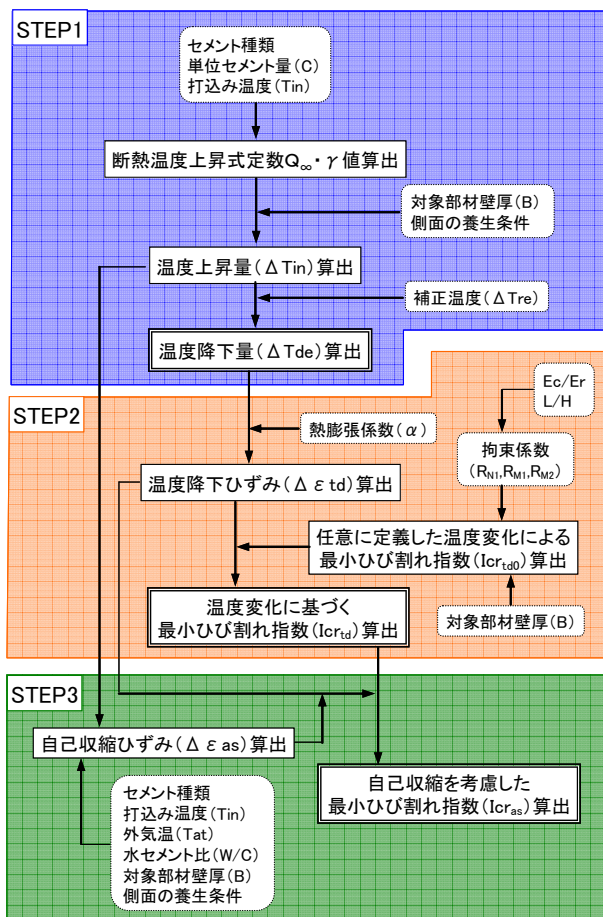 STEP1
セメント種類
単位セメント量(C)
打込み温度(Tin)
断熱温度上昇式定数Q∞・γ値算出
対象部材壁厚(B)
側面の養生条件
温度上昇量(ΔTin)算出
補正温度(ΔTre)
温度降下量(ΔTde)算出
STEP2
Ec/Er
L/H
熱膨張係数(α)
拘束係数
(RN1,RM1,RM2)
温度降下ひずみ(Δεtd)算出
任意に定義した温度変化による
最小ひび割れ指数(Icrtd0)算出
温度変化に基づく
最小ひび割れ指数(Icrtd)算出
対象部材壁厚(B)
STEP3
自己収縮ひずみ(Δεas)算出
自己収縮を考慮した
最小ひび割れ指数(Icras)算出
セメント種類
打込み温度(Tin)
外気温(Tat)
水セメント比(W/C)
対象部材壁厚(B)
側面の養生条件